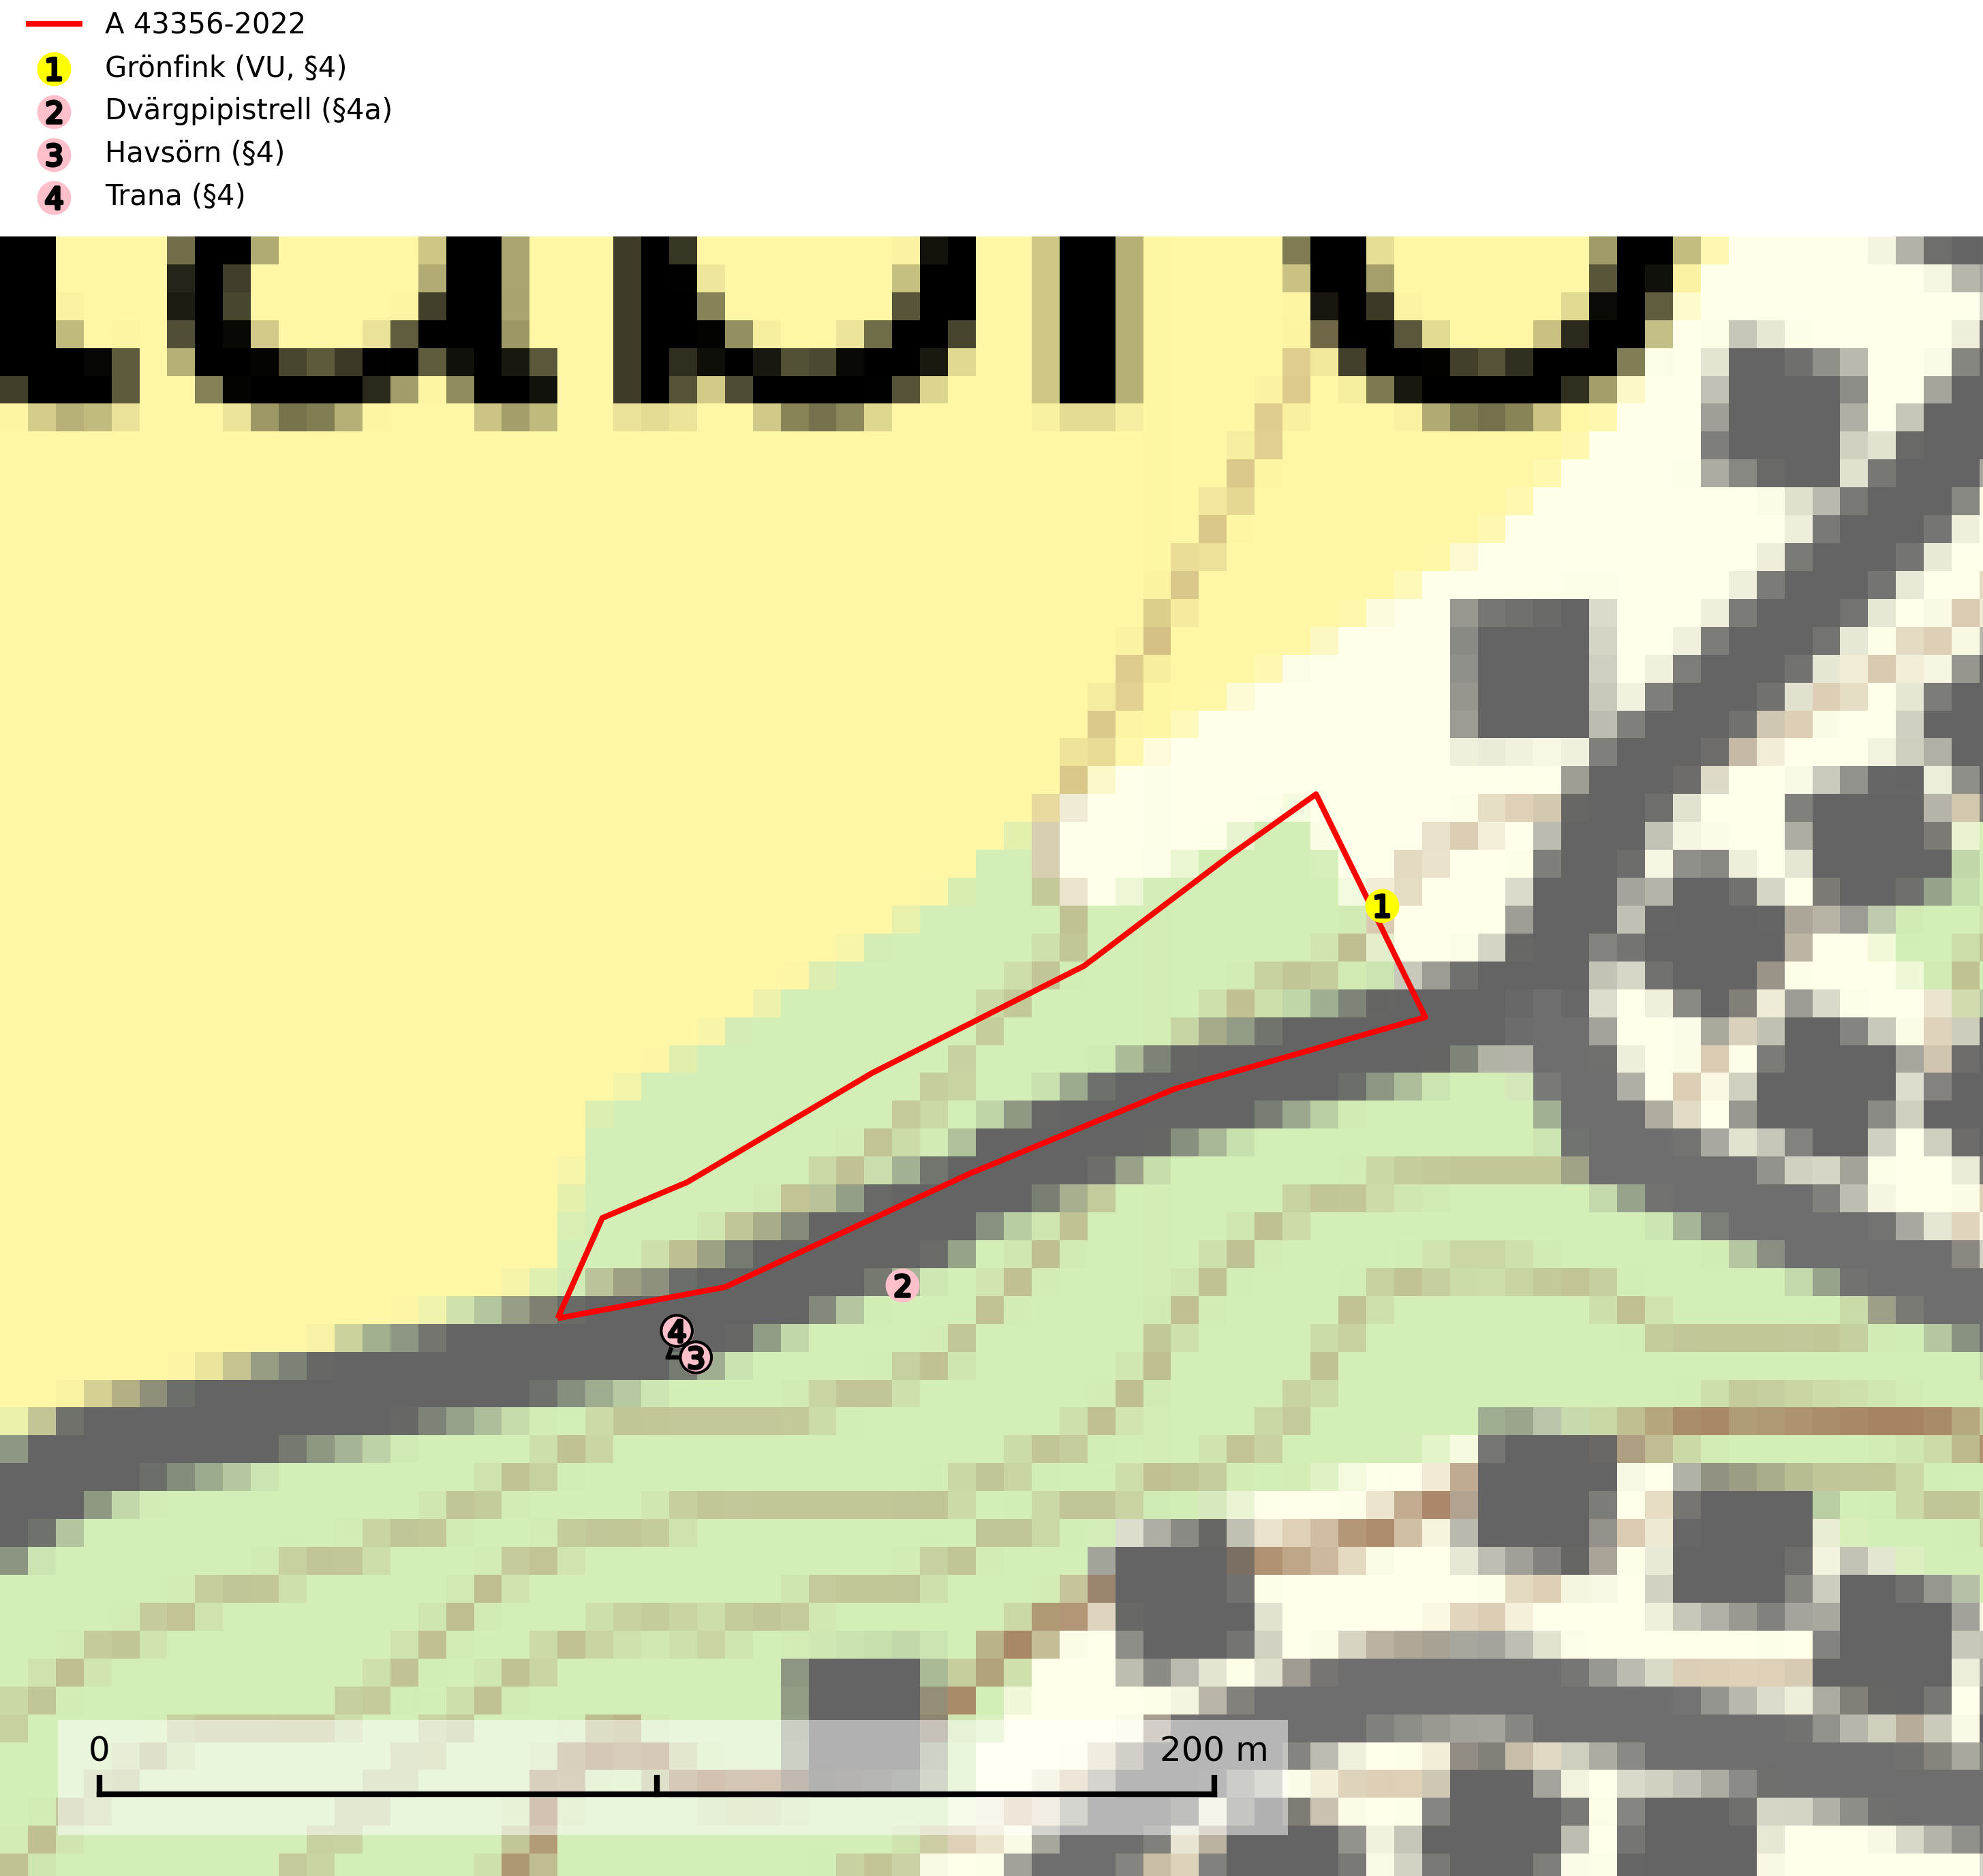 A 43356-2022
1 Grönfink (VU, §4)
2 Dvärgpipistrell (§4a)
3 Havsörn (§4)
4 Trana (§4)
1
2
4
3
0 200 m